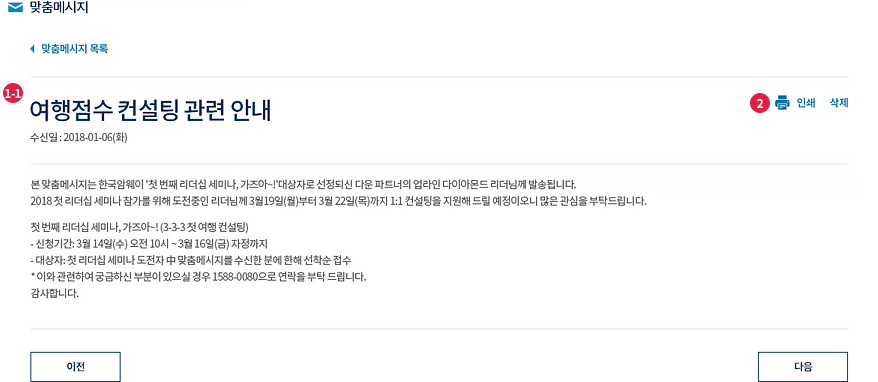 맞춤메시지
맞춤메시지 목록
1-1
여행점수 컨설팅 관련 안내
2 인쇄 삭제
수신일 : 2018-01-06(화)
본 맞춤메시지는 한국암웨이 '첫 번째 리더십 세미나, 가즈아~!'대상자로 선정되신 다운 파트너의 업라인 다이아몬드 리더님께 발송됩니다.
2018 첫 리더십 세미나 참가를 위해 도전중인 리더님께 3월19일(월)부터 3월 22일(목)까지 1:1 컨설팅을 지원해 드릴 예정이오니 많은 관심을 부탁드립니다.
첫 번째 리더십 세미나, 가즈아~! (3-3-3 첫 여행 컨설팅)
- 신청기간: 3월 14일(수) 오전 10시 ~ 3월 16일(금) 자정까지
- 대상자: 첫 리더십 세미나 도전자 中 맞춤메시지를 수신한 분에 한해 선착순 접수
* 이와 관련하여 궁금하신 부분이 있으실 경우 1588-0080으로 연락을 부탁 드립니다.
감사합니다.
이전 다음